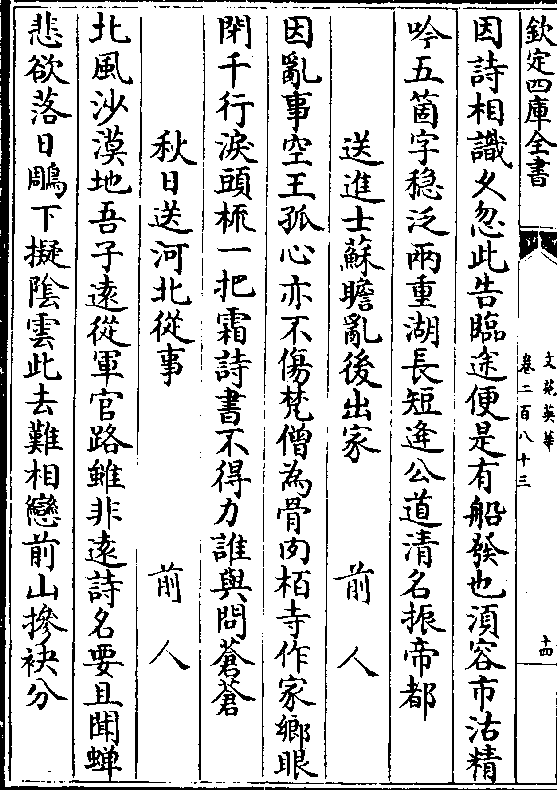 欽定四庫全書
文苑英華
卷二百八十三
十四
因詩相識久忽此告臨途便是有船發也須容市沽精
吟五箇字穏泛兩重湖長短逄公道清名振帝都
送進士蘇瞻亂後出家
前人
因亂事空王孤心亦不傷梵僧為骨肉栢寺作家鄉眼
閉千行淚頭梳一把霜詩書不得力誰與問蒼蒼
秋日送河北從事
前人
北風沙漠地吾子遠從軍官路雖非遠詩名要且聞蟬
悲欲落日鵰下擬陰雲此去難相戀前山摻袂分